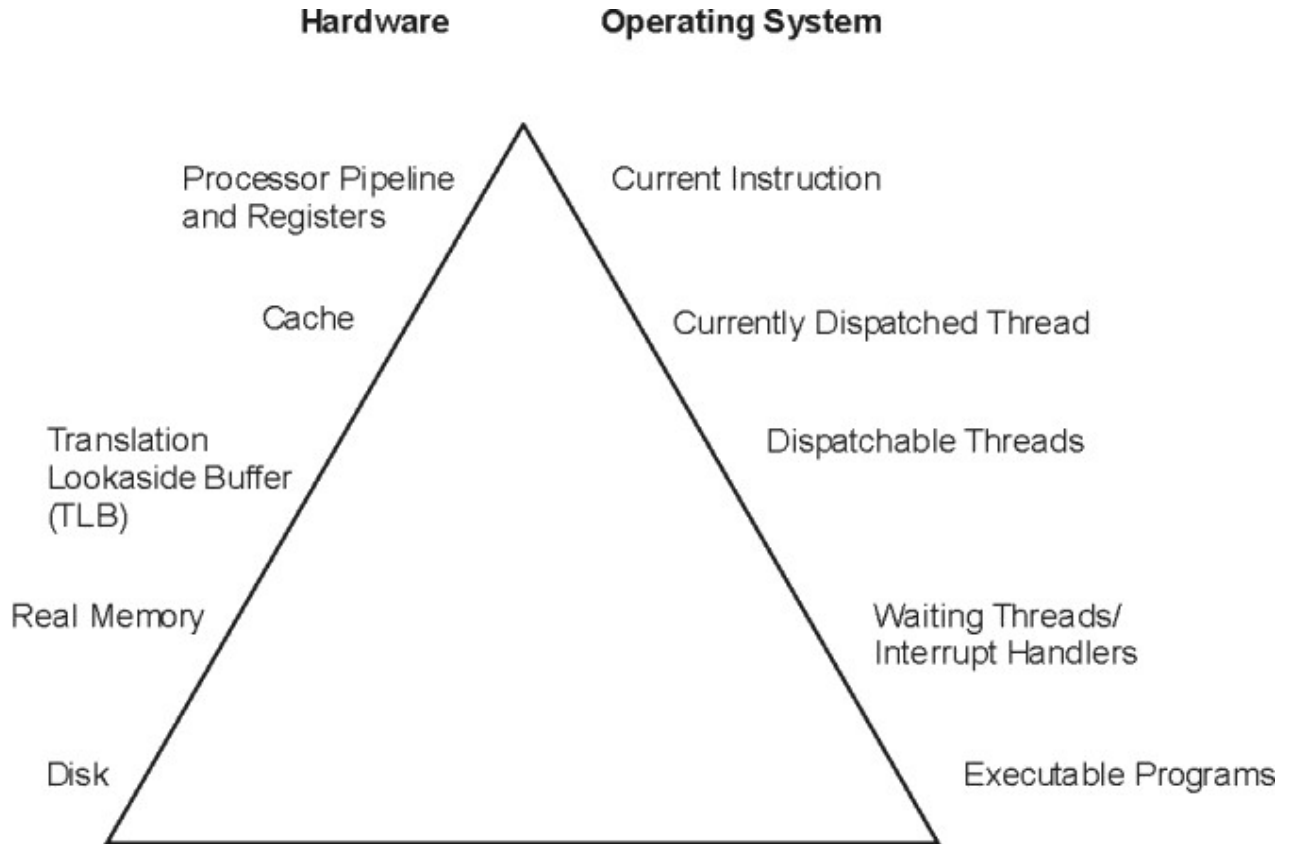 Hardware
Operating System
Processor Pipeline
and Registers
Current Instruction
Cache
Currently Dispatched Thread
Translation
Lookaside Buffer
(TLB)
Dispatchable Threads
Real Memory
Waiting Threads/
Interrupt Handlers
Disk
Executable Programs